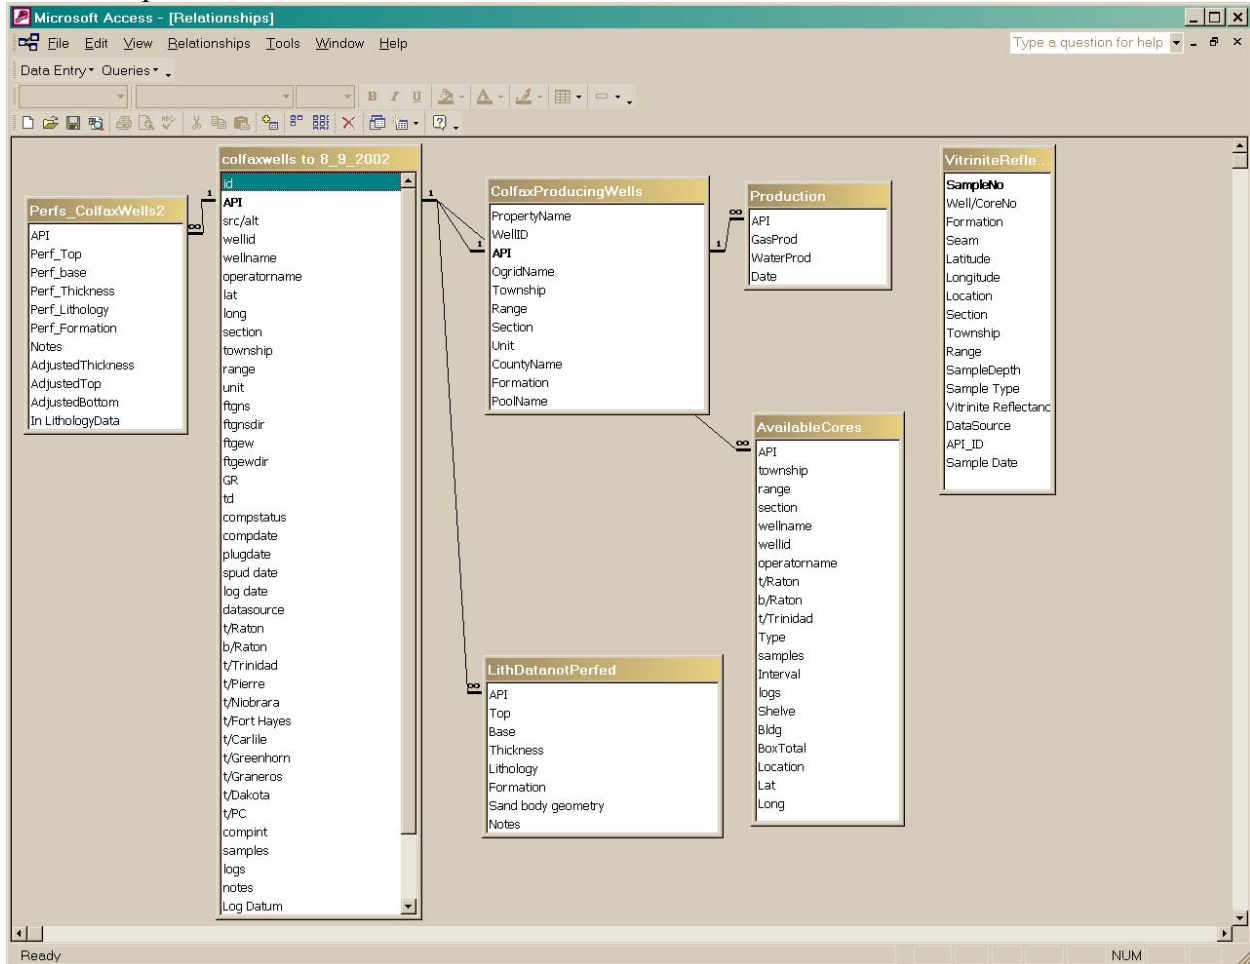 Microsoft Access - [Relationships]
File Edit View Relationships Tools Window Help
Type a question for help
Data Entry Queries
B I U
colfaxwells to 8_9_2002
id
API
src/alt
wellid
wellname
operatorname
lat
long
section
township
range
unit
ftgns
ftgnsdir
ftgew
ftgewdir
GR
td
compstatus
compdate
plugdate
spud date
log date
datasource
t/Raton
b/Raton
t/Trinidad
t/Pierre
t/Niobrara
t/Fort Hayes
t/Carlile
t/Greenhorn
t/Graneros
t/Dakota
t/PC
compint
samples
logs
notes
Log Datum
Perfs_ColfaxWells2
API
Perf_Top
Perf_base
Perf_Thickness
Perf_Lithology
Perf_Formation
Notes
AdjustedThickness
AdjustedTop
AdjustedBottom
In LithologyData
1
∞
1
1
ColfaxProducingWells
PropertyName
WellID
API
OgridName
Township
Range
Section
Unit
CountyName
Formation
PoolName
1
∞
Production
API
GasProd
WaterProd
Date
∞
AvailableCores
API
township
range
section
wellname
wellid
operatorname
t/Raton
b/Raton
t/Trinidad
Type
samples
Interval
logs
Shelve
Bldg
BoxTotal
Location
Lat
Long
∞
LithDatanotPerfed
API
Top
Base
Thickness
Lithology
Formation
Sand body geometry
Notes
VitriniteRefle...
SampleNo
Well/CoreNo
Formation
Seam
Latitude
Longitude
Location
Section
Township
Range
SampleDepth
Sample Type
Vitrinite Reflectanc
DataSource
API_ID
Sample Date
Ready
NUM